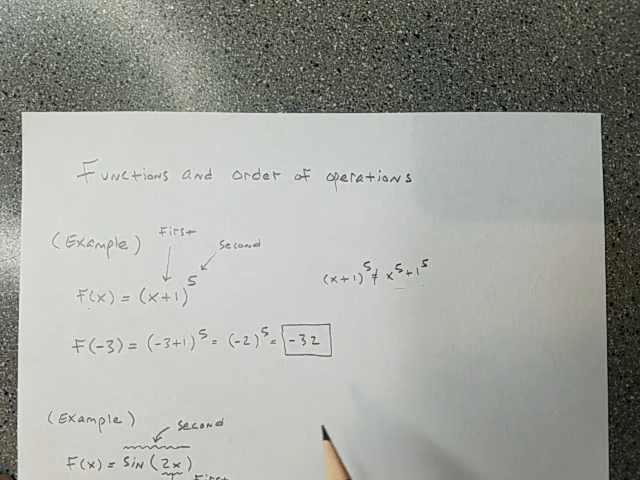 Functions and order of operations
(Example) First Second
F(x) = (x+1)^5 (x+1)^5 ≠ x^5+1^5
F(-3) = (-3+1)^5 = (-2)^5 = -32
(Example) Second
F(x) = sin(2x)
First